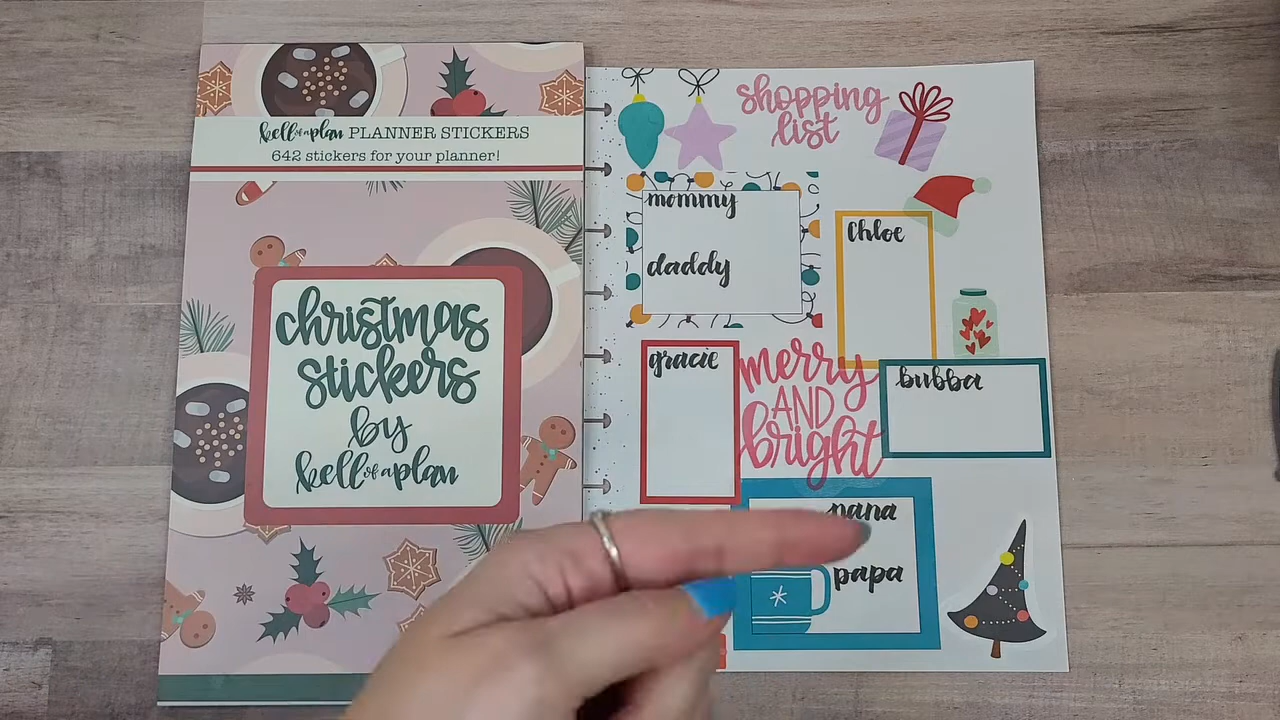 kell of a plan PLANNER STICKERS
642 stickers for your planner!
christmas
stickers
by
kell of a plan
shopping
list
mommy
daddy
chloe
gracie
merry
AND
bright
bubba
nana
papa